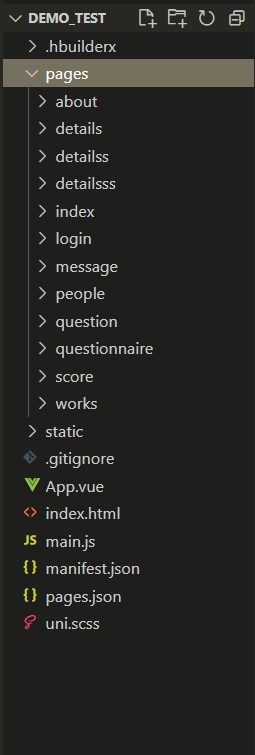 DEMO_TEST
.hbuilderx
pages
about
details
detailss
detailsss
index
login
message
people
question
questionnaire
score
works
static
.gitignore
App.vue
index.html
JS main.js
{ } manifest.json
{ } pages.json
uni.scss